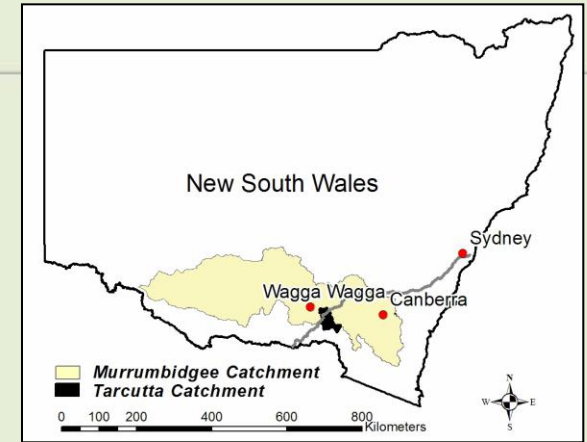 New South Wales
Sydney
Wagga Wagga
Canberra
Murrumbidgee Catchment
Tarcutta Catchment
0 100 200 400 600 800
Kilometers
N
W E
S